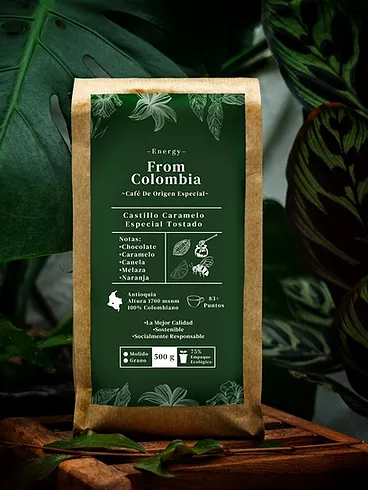 –Energy–
From
Colombia
~Café De Origen Especial~
Castillo Caramelo
Especial Tostado
Notas:
•Chocolate
•Caramelo
•Canela
•Melaza
•Naranja
Antioquia
Altura 1700 msnm
100% Colombiano
83+
Puntos
•La Mejor Calidad
•Sostenible
•Socialmente Responsable
Molido
Grano
500 g
75%
Empaque
Ecológico